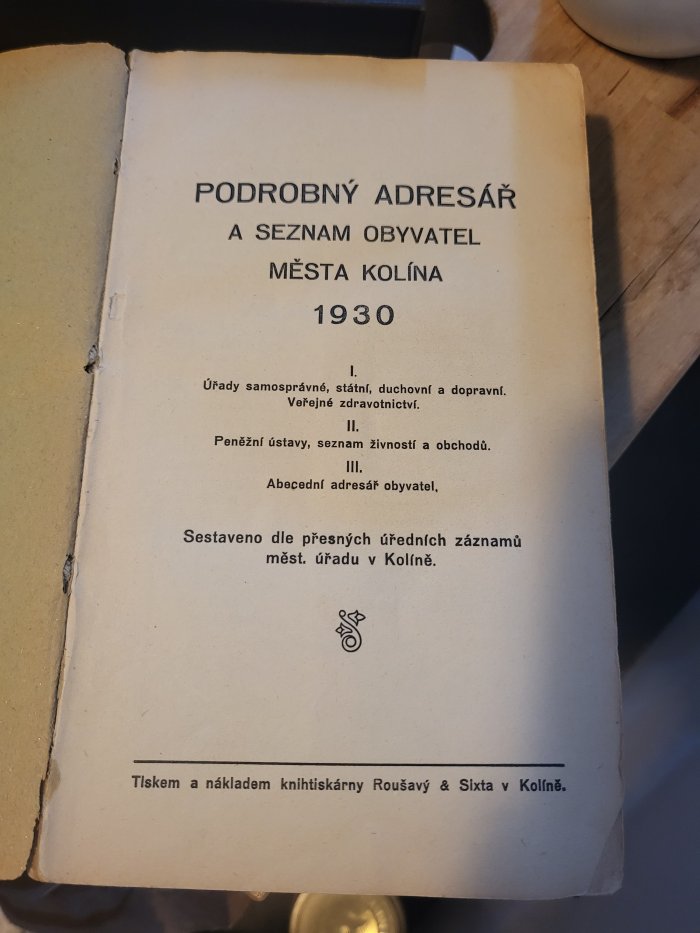 PODROBNÝ ADRESÁŘ
A SEZNAM OBYVATEL
MĚSTA KOLÍNA
1930
I.
Úřady samosprávné, státní, duchovní a dopravní.
Veřejné zdravotnictví.
II.
Peněžní ústavy, seznam živností a obchodů.
III.
Abecední adresář obyvatel.
Sestaveno dle přesných úředních záznamů
měst. úřadu v Kolíně.
Tiskem a nákladem knihtiskárny Roušavý & Sixta v Kolíně.